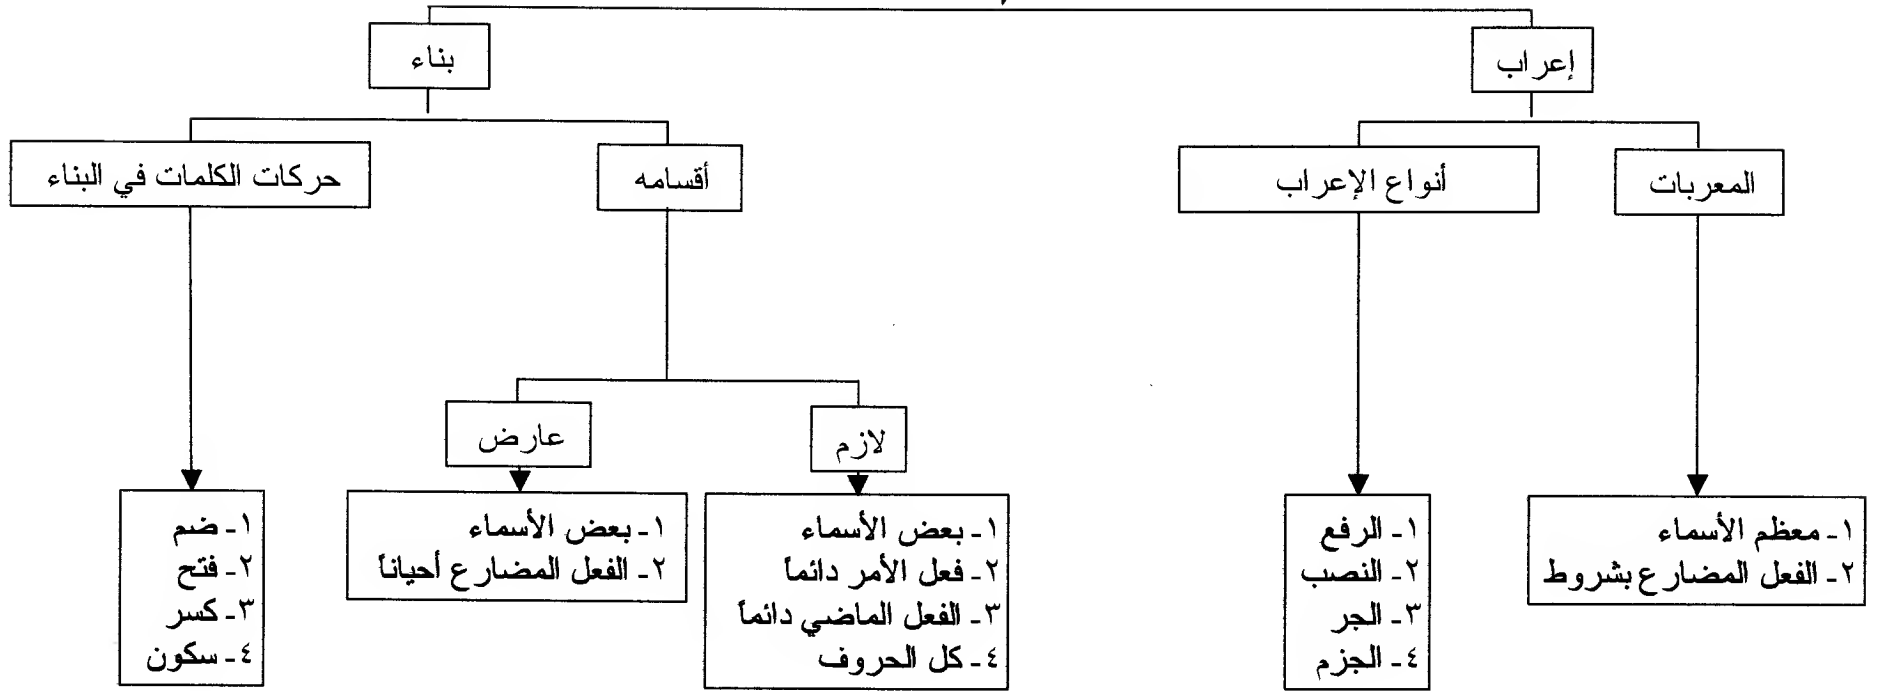 إعراب
بناء
المعربات
أنواع الإعراب
أقسامه
حركات الكلمات في البناء
لازم
عارض
١- معظم الأسماء
٢- الفعل المضارع بشروط
١- الرفع
٢- النصب
٣- الجر
٤- الجزم
١- بعض الأسماء
٢- فعل الأمر دائماً
٣- الفعل الماضي دائماً
٤- كل الحروف
١- بعض الأسماء
٢- الفعل المضارع أحياناً
١- ضم
٢- فتح
٣- كسر
٤- سكون